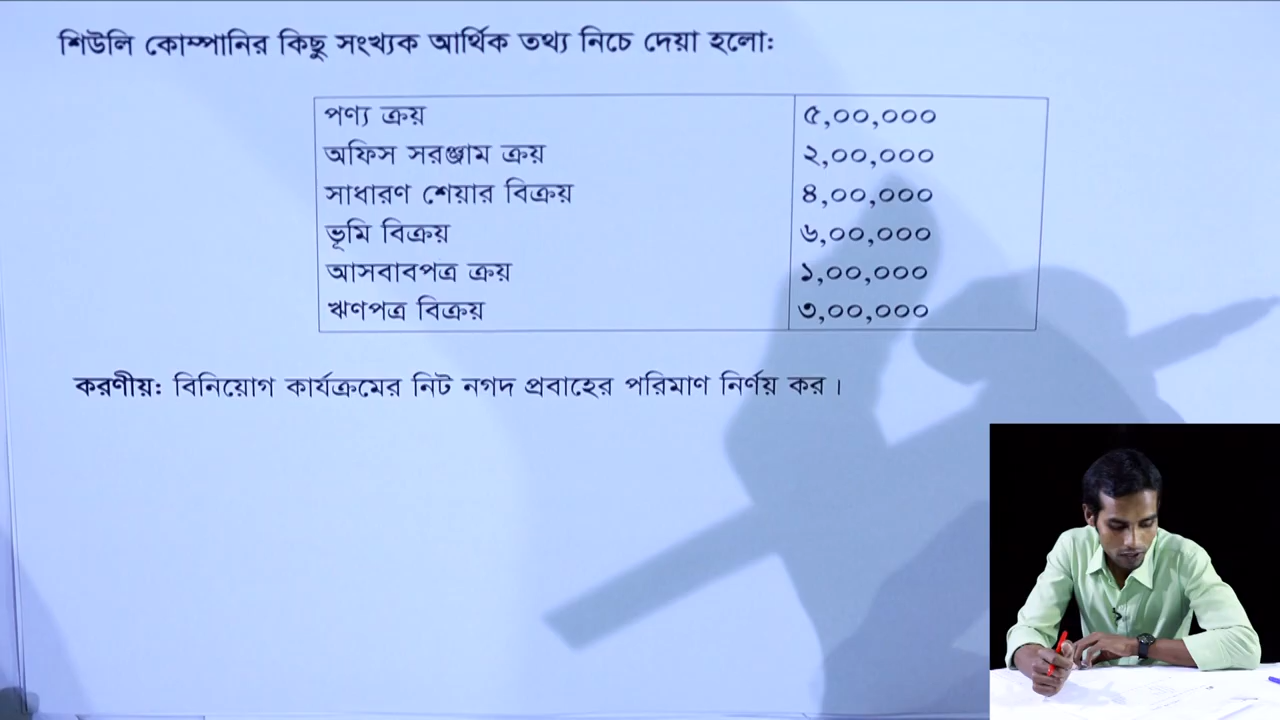 শিউলি কোম্পানির কিছু সংখ্যক আর্থিক তথ্য নিচে দেয়া হলো:
পণ্য ক্রয় ৫,০০,০০০
অফিস সরঞ্জাম ক্রয় ২,০০,০০০
সাধারণ শেয়ার বিক্রয় ৪,০০,০০০
ভূমি বিক্রয় ৬,০০,০০০
আসবাবপত্র ক্রয় ১,০০,০০০
ঋণপত্র বিক্রয় ৩,০০,০০০
করণীয়: বিনিয়োগ কার্যক্রমের নিট নগদ প্রবাহের পরিমাণ নির্ণয় কর।